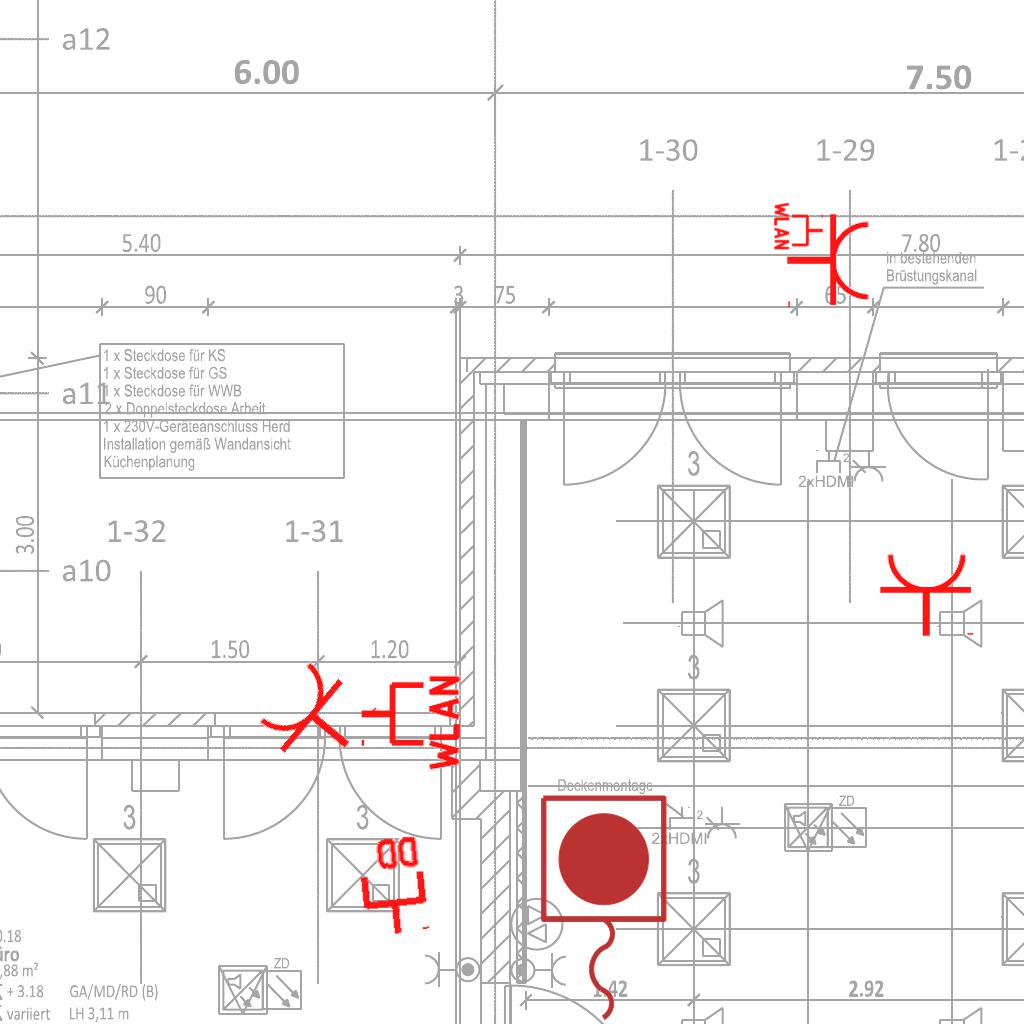 a12
6.00
7.50
1-30
1-29
WLAN
5.40
7.80
in bestehenden
Brüstungskanal
90
3
75
65
1 x Steckdose für KS
1 x Steckdose für GS
a11
1 x Steckdose für WWB
2 x Doppelsteckdose Arbeit
1 x 230V-Geräteanschluss Herd
Installation gemäß Wandansicht
Küchenplanung
3
2
2xHDMI
3.00
1-32
1-31
a10
1.50
1.20
3
WLAN
Deckenmontage
2
2xHDMI
ZD
3
3
DD
3
0.18
üro
,88 m²
ZD
+ 3.18
GA/MD/RD (B)
variiert
LH 3,11 m
1.42
2.92